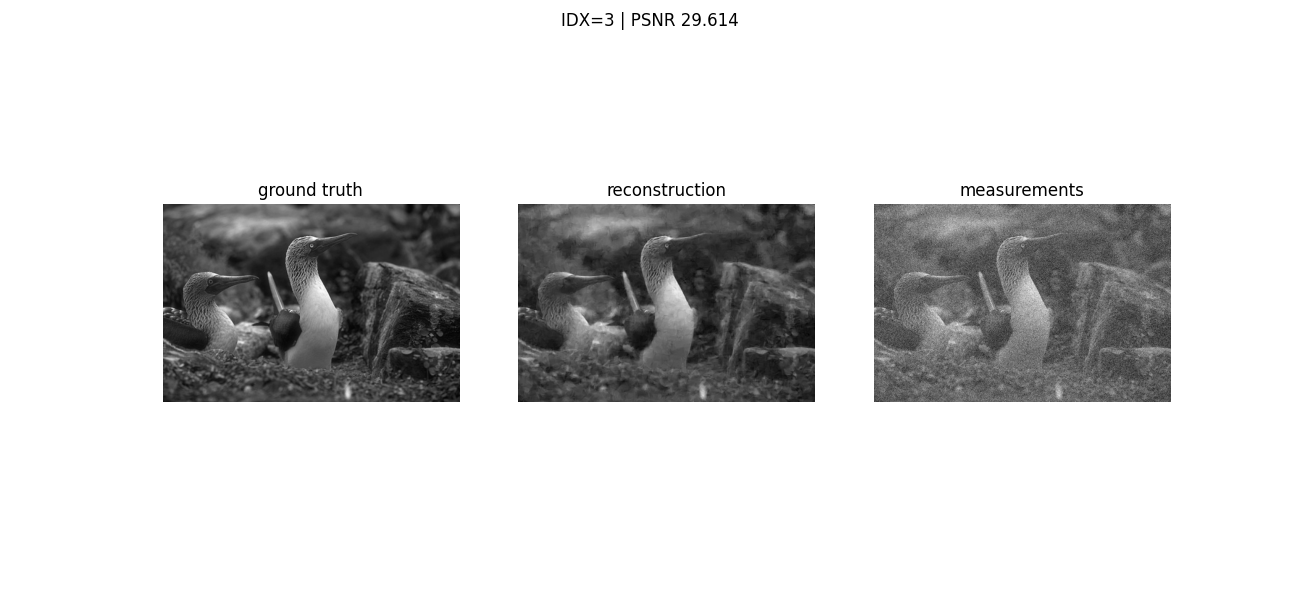 IDX=3 | PSNR 29.614
ground truth
reconstruction
measurements